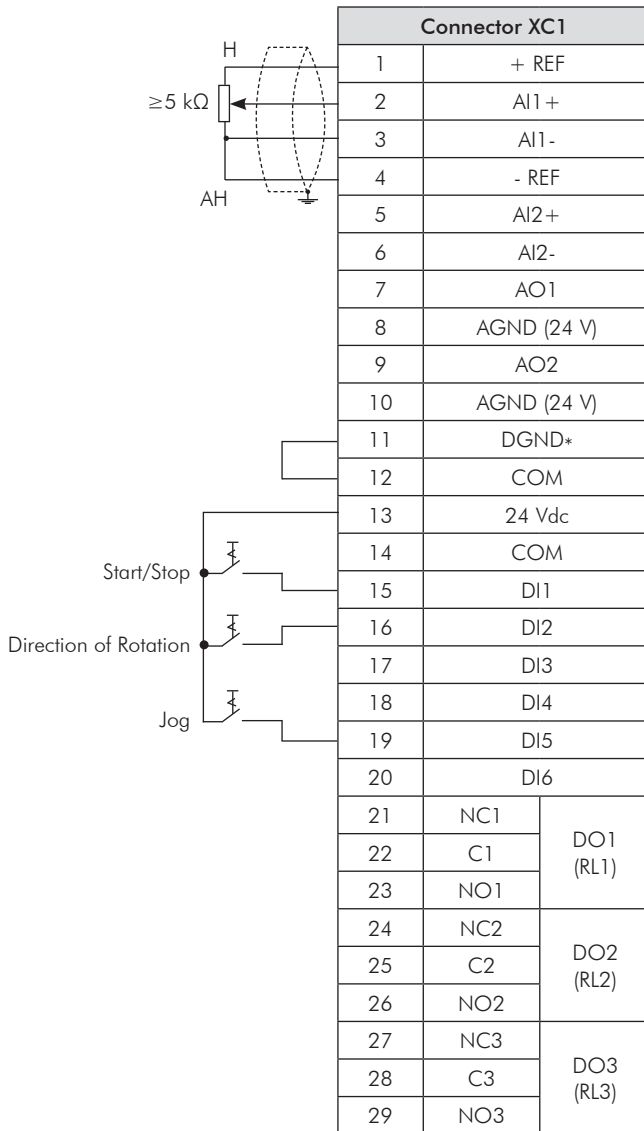 Connector XC1
H
≥5 kΩ
AH
1 + REF
2 AI1+
3 AI1-
4 - REF
5 AI2+
6 AI2-
7 AO1
8 AGND (24 V)
9 AO2
10 AGND (24 V)
11 DGND*
12 COM
13 24 Vdc
14 COM
Start/Stop
15 DI1
16 DI2
Direction of Rotation
17 DI3
18 DI4
Jog
19 DI5
20 DI6
21 NC1
22 C1
23 NO1
DO1
(RL1)
24 NC2
25 C2
26 NO2
DO2
(RL2)
27 NC3
28 C3
29 NO3
DO3
(RL3)